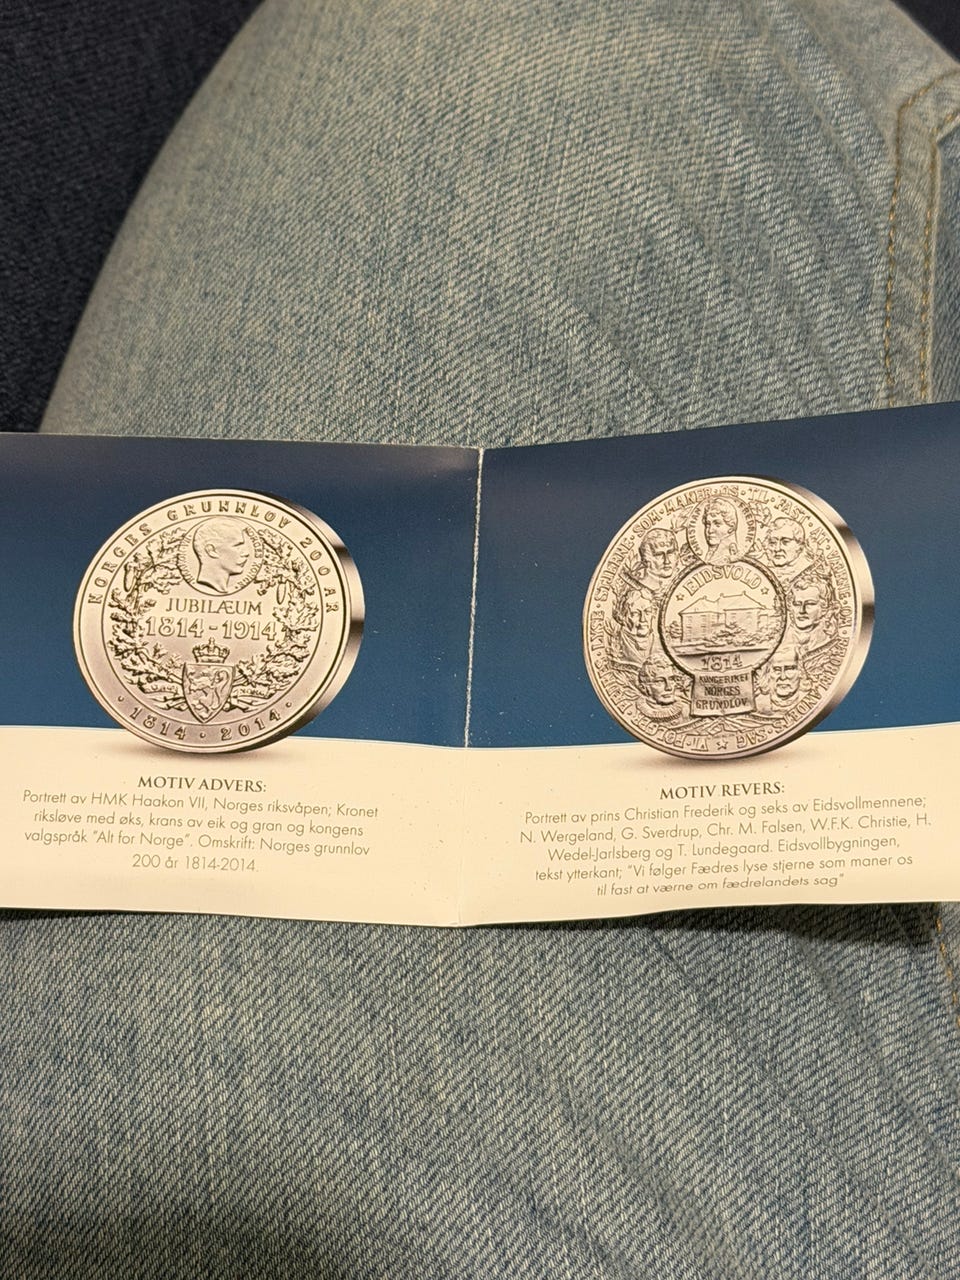 NORGES GRUNNLOV 200 ÅR
JUBILÆUM
1814-1914
· 1814 · 2014 ·
MOTIV ADVERS:
Portrett av HMK Haakon VII, Norges riksvåpen; Kronet
riksløve med øks, krans av eik og gran og kongens
valgspråk "Alt for Norge". Omskrift: Norges grunnlov
200 år 1814-2014.
EIDSVOLD
1814
KONGERIKET
NORGES
GRUNDLOV
MOTIV REVERS:
Portrett av prins Christian Frederik og seks av Eidsvollmennene;
N. Wergeland, G. Sverdrup, Chr. M. Falsen, W.F.K. Christie, H.
Wedel-Jarlsberg og T. Lundegaard. Eidsvollbygningen,
tekst ytterkant; "Vi følger Fædres lyse stjerne som maner os
til fast at værne om fædrelandets sag"